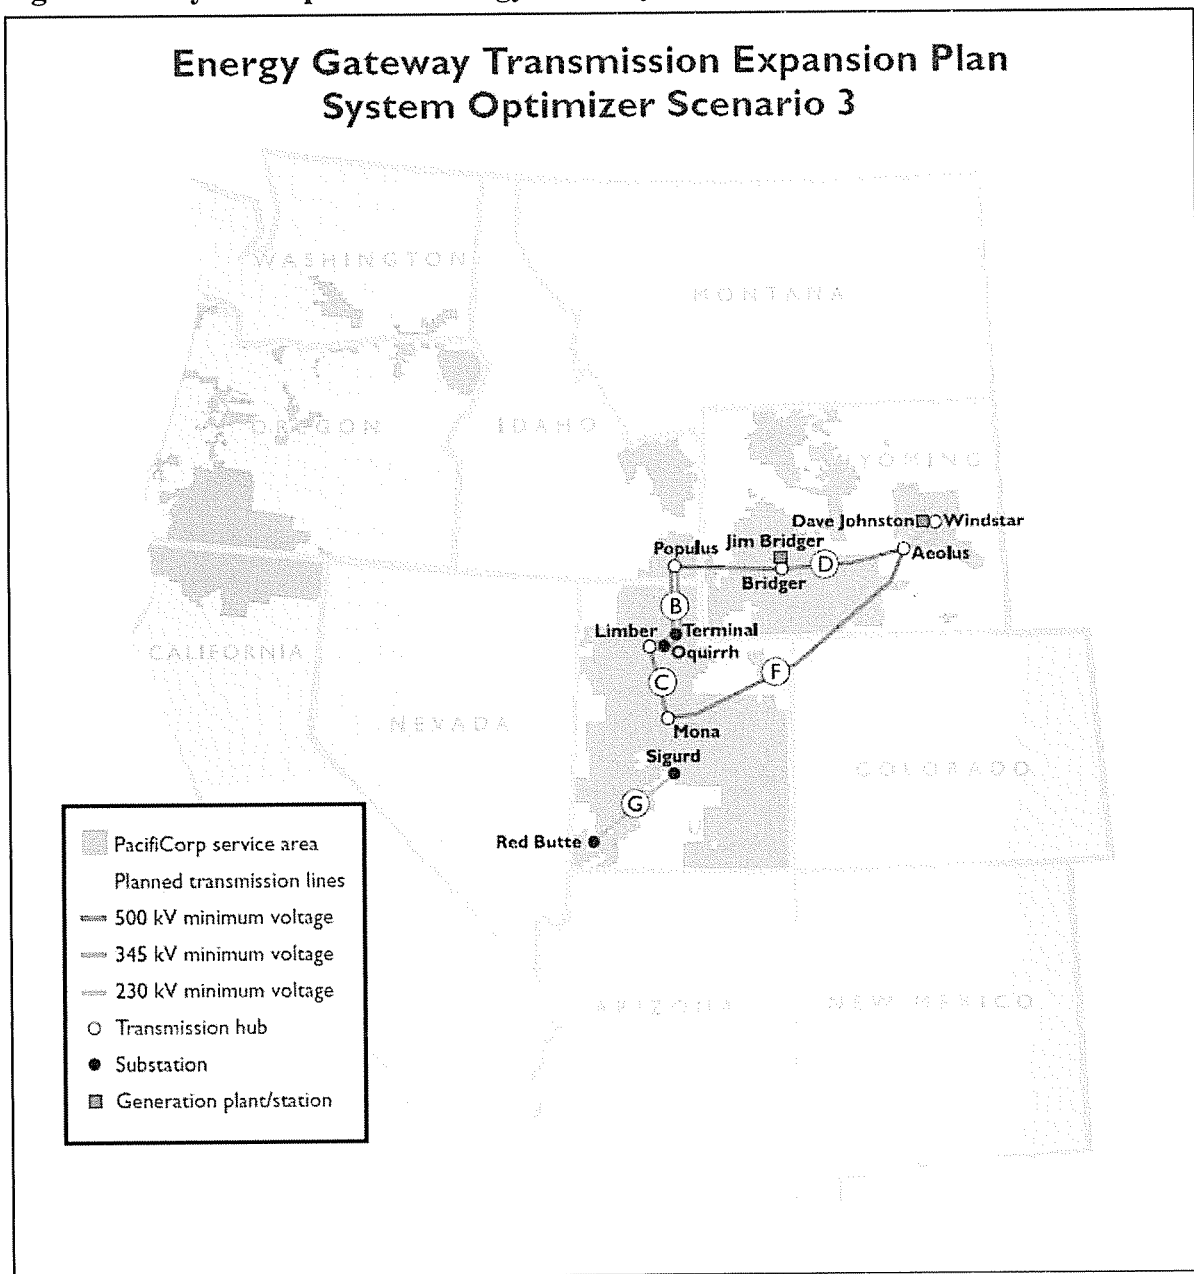 Energy Gateway Transmission Expansion Plan
System Optimizer Scenario 3
WASHINGTON
MONTANA
OREGON
IDAHO
WYOMING
Dave Johnston
Windstar
Populus
Jim Bridger
Aeolus
D
Bridger
B
Limber
Terminal
Oquirrh
CALIFORNIA
F
C
NEVADA
Mona
Sigurd
COLORADO
G
U
Red Butte
PacifiCorp service area
Planned transmission lines
500 kV minimum voltage
345 kV minimum voltage
230 kV minimum voltage
Transmission hub
Substation
Generation plant/station
ARIZONA
NEW MEXICO